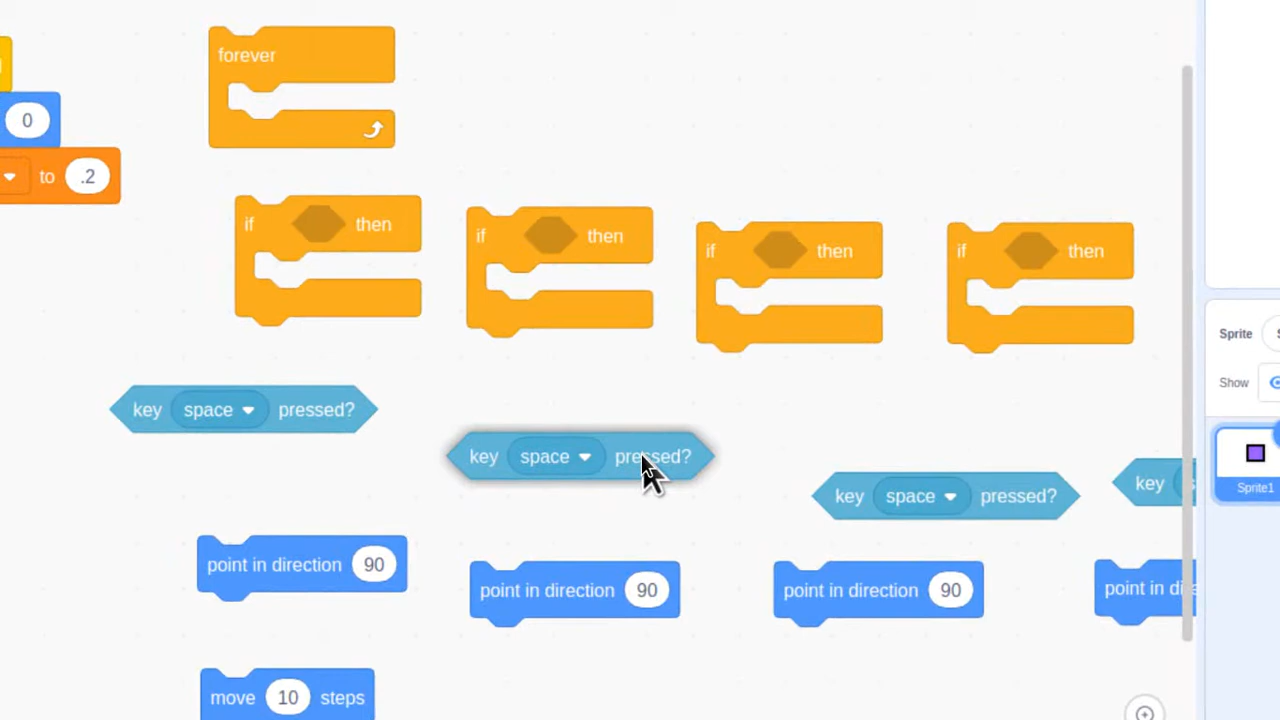 forever
0
to .2
if then
if then
if then
if then
key space pressed?
key space pressed?
key space pressed?
key
point in direction 90
point in direction 90
point in direction 90
point in
move 10 steps
Sprite
Show
Sprite1